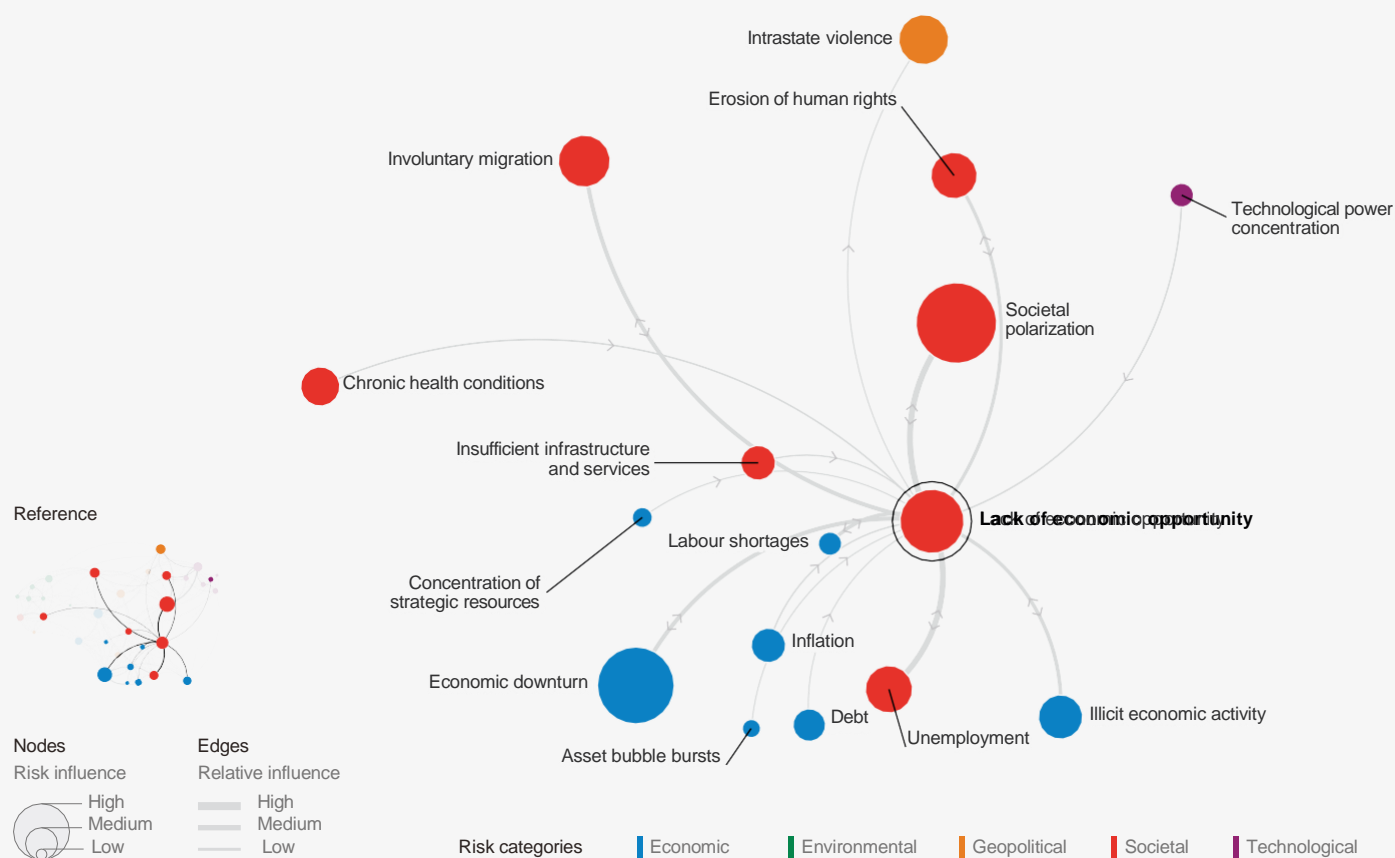 Intrastate violence
Erosion of human rights
Involuntary migration
Technological power
concentration
Societal
polarization
Chronic health conditions
Insufficient infrastructure
and services
Reference
Lack of economic opportunity
Labour shortages
Concentration of
strategic resources
Inflation
Economic downturn
Debt
Illicit economic activity
Unemployment
Asset bubble bursts
Nodes
Edges
Risk influence
Relative influence
High
High
Medium
Medium
Low
Low
Risk categories
Economic
Environmental
Geopolitical
Societal
Technological